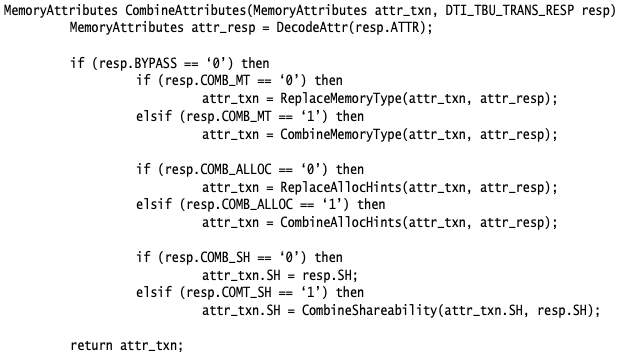 MemoryAttributes CombineAttributes(MemoryAttributes attr_txn, DTI_TBU_TRANS_RESP resp)
MemoryAttributes attr_resp = DecodeAttr(resp.ATTR);
if (resp.BYPASS == ‘0’) then
if (resp.COMB_MT == ‘0’) then
attr_txn = ReplaceMemoryType(attr_txn, attr_resp);
elsif (resp.COMB_MT == ‘1’) then
attr_txn = CombineMemoryType(attr_txn, attr_resp);
if (resp.COMB_ALLOC == ‘0’) then
attr_txn = ReplaceAllocHints(attr_txn, attr_resp);
elsif (resp.COMB_ALLOC == ‘1’) then
attr_txn = CombineAllocHints(attr_txn, attr_resp);
if (resp.COMB_SH == ‘0’) then
attr_txn.SH = resp.SH;
elsif (resp.COMT_SH == ‘1’) then
attr_txn.SH = CombineShareability(attr_txn.SH, resp.SH);
return attr_txn;